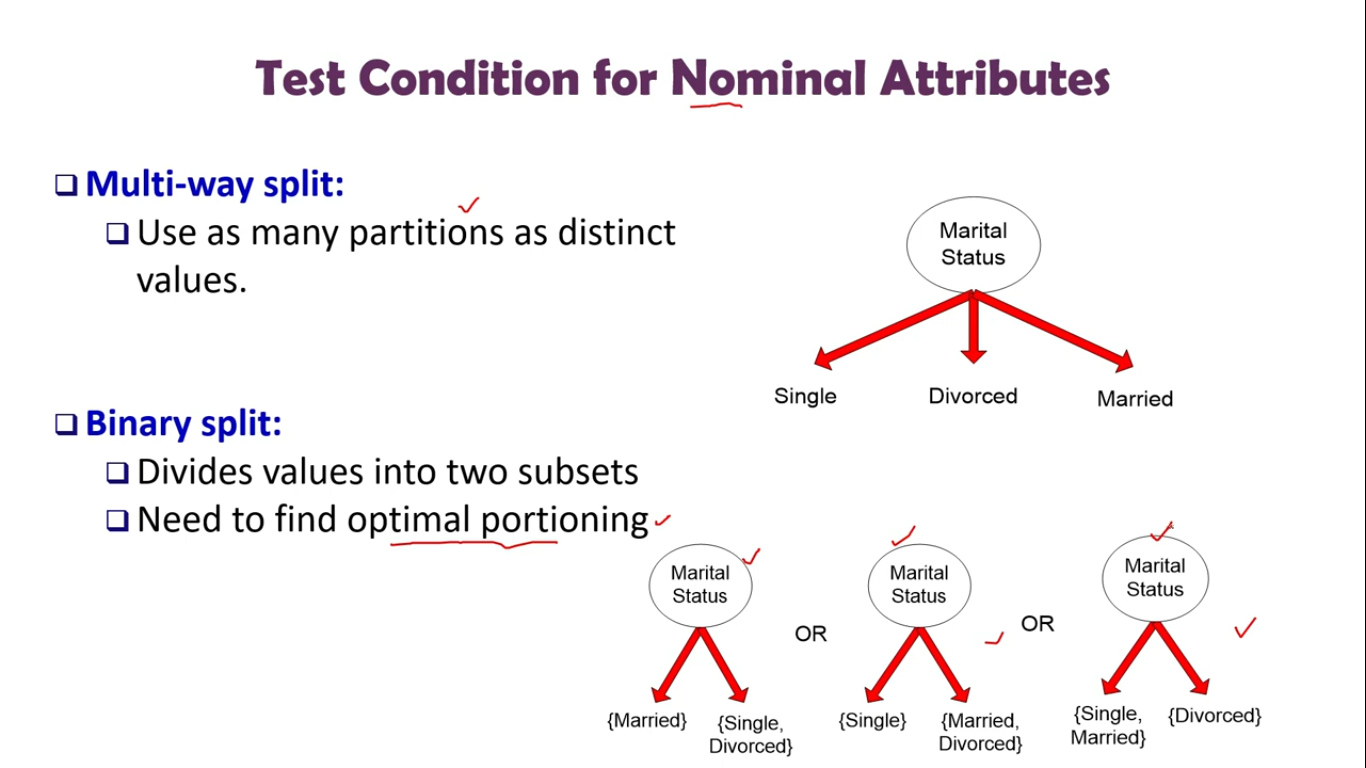 Test Condition for Nominal Attributes
Multi-way split:
Use as many partitions as distinct
values.
Marital
Status
Single
Divorced
Married
Binary split:
Divides values into two subsets
Need to find optimal portioning
Marital
Status
{Married}
{Single,
Divorced}
OR
Marital
Status
{Single}
{Married,
Divorced}
OR
Marital
Status
{Single,
Married}
{Divorced}